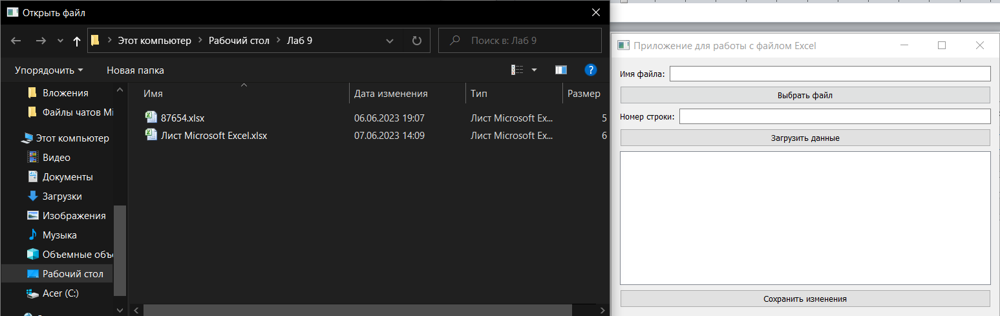 Открыть файл
Этот компьютер
Рабочий стол
Лаб 9
Поиск в: Лаб 9
Упорядочить
Новая папка
?
Вложения
Файлы чатов Mi
Этот компьютер
Видео
Документы
Загрузки
Изображения
Музыка
Объемные объ
Рабочий стол
Acer (C:)
Имя Дата изменения Тип Размер
87654.xlsx 06.06.2023 19:07 Лист Microsoft Ex... 5
Лист Microsoft Excel.xlsx 07.06.2023 14:09 Лист Microsoft Ex... 6
Приложение для работы с файлом Excel
Имя файла:
Выбрать файл
Номер строки:
Загрузить данные
Сохранить изменения